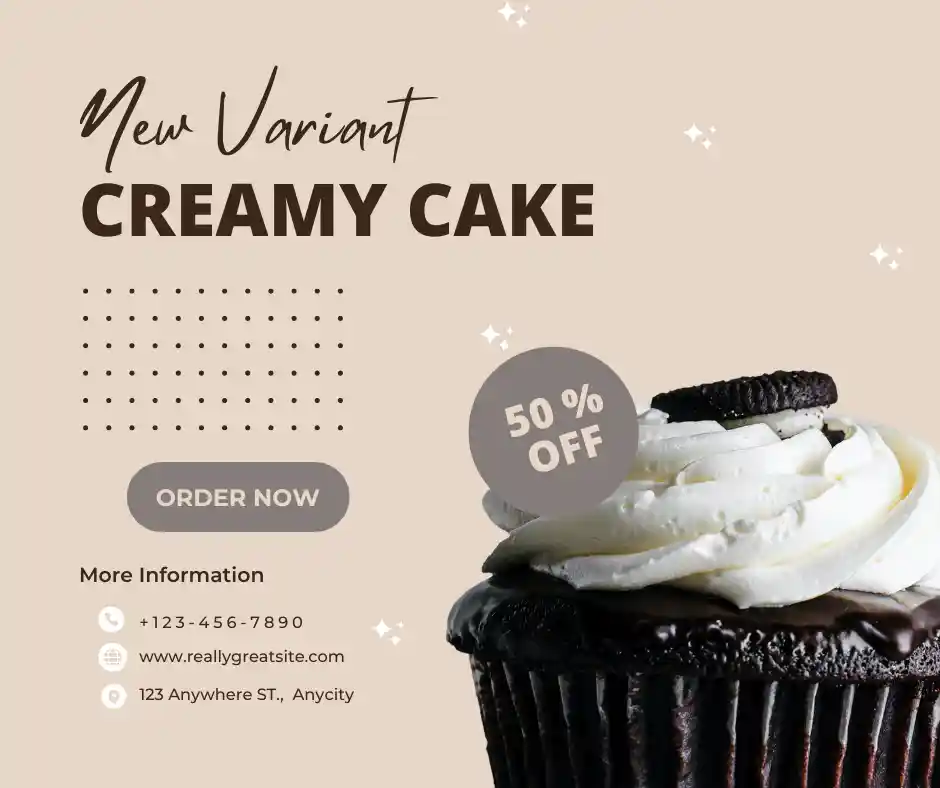 New Variant
CREAMY CAKE
50 %
OFF
ORDER NOW
More Information
+123-456-7890
www.reallygreatsite.com
123 Anywhere ST., Anycity